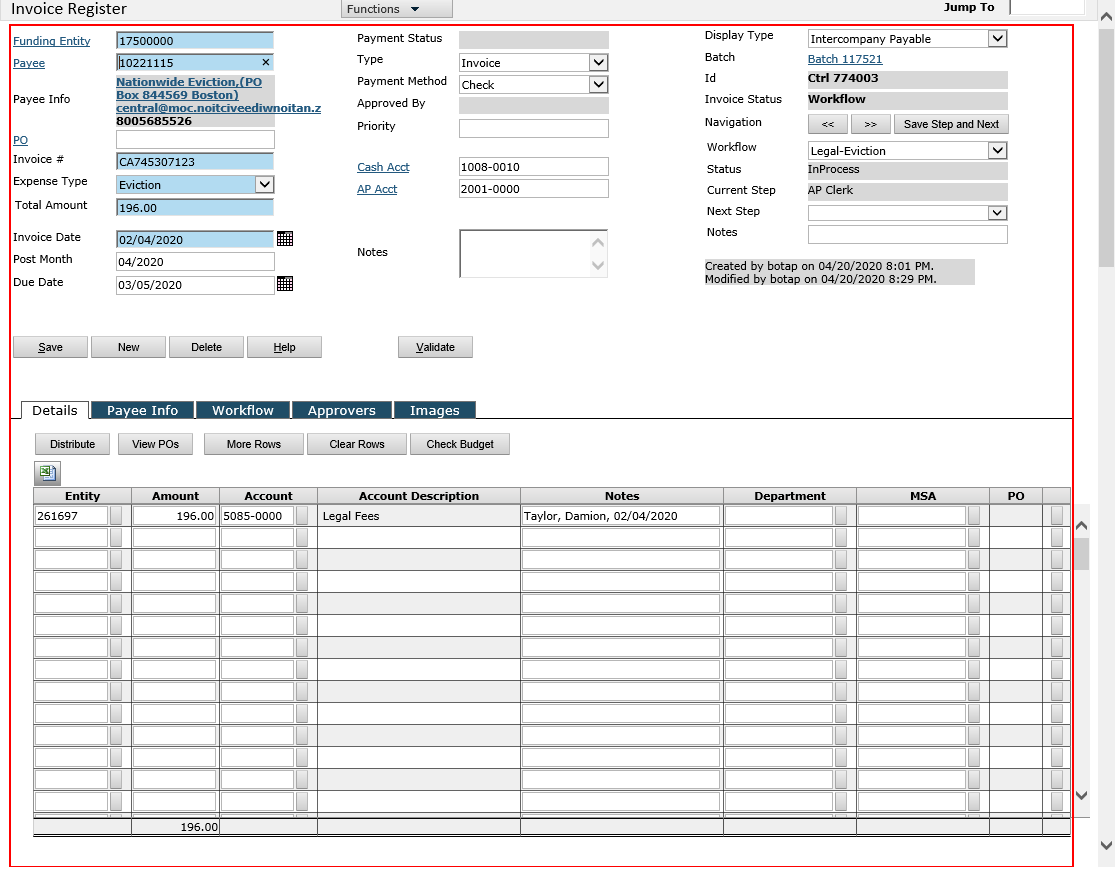 Invoice Register
Functions
Jump To
Funding Entity 17500000
Payee 10221115 ×
Payee Info
Nationwide Eviction,(PO
Box 844569 Boston)
central@moc.noitciveediwnoitan.z
8005685526
PO
Invoice # CA745307123
Expense Type Eviction
Total Amount 196.00
Invoice Date 02/04/2020
Post Month 04/2020
Due Date 03/05/2020
Payment Status
Type Invoice
Payment Method Check
Approved By
Priority
Cash Acct 1008-0010
AP Acct 2001-0000
Notes
Display Type Intercompany Payable
Batch Batch 117521
Id Ctrl 774003
Invoice Status Workflow
Navigation << >> Save Step and Next
Workflow Legal-Eviction
Status InProcess
Current Step AP Clerk
Next Step
Notes
Created by botap on 04/20/2020 8:01 PM.
Modified by botap on 04/20/2020 8:29 PM.
Save New Delete Help Validate
Details Payee Info Workflow Approvers Images
Distribute View POs More Rows Clear Rows Check Budget
Entity Amount Account Account Description Notes Department MSA PO
261697 196.00 5085-0000 Legal Fees Taylor, Damion, 02/04/2020
196.00